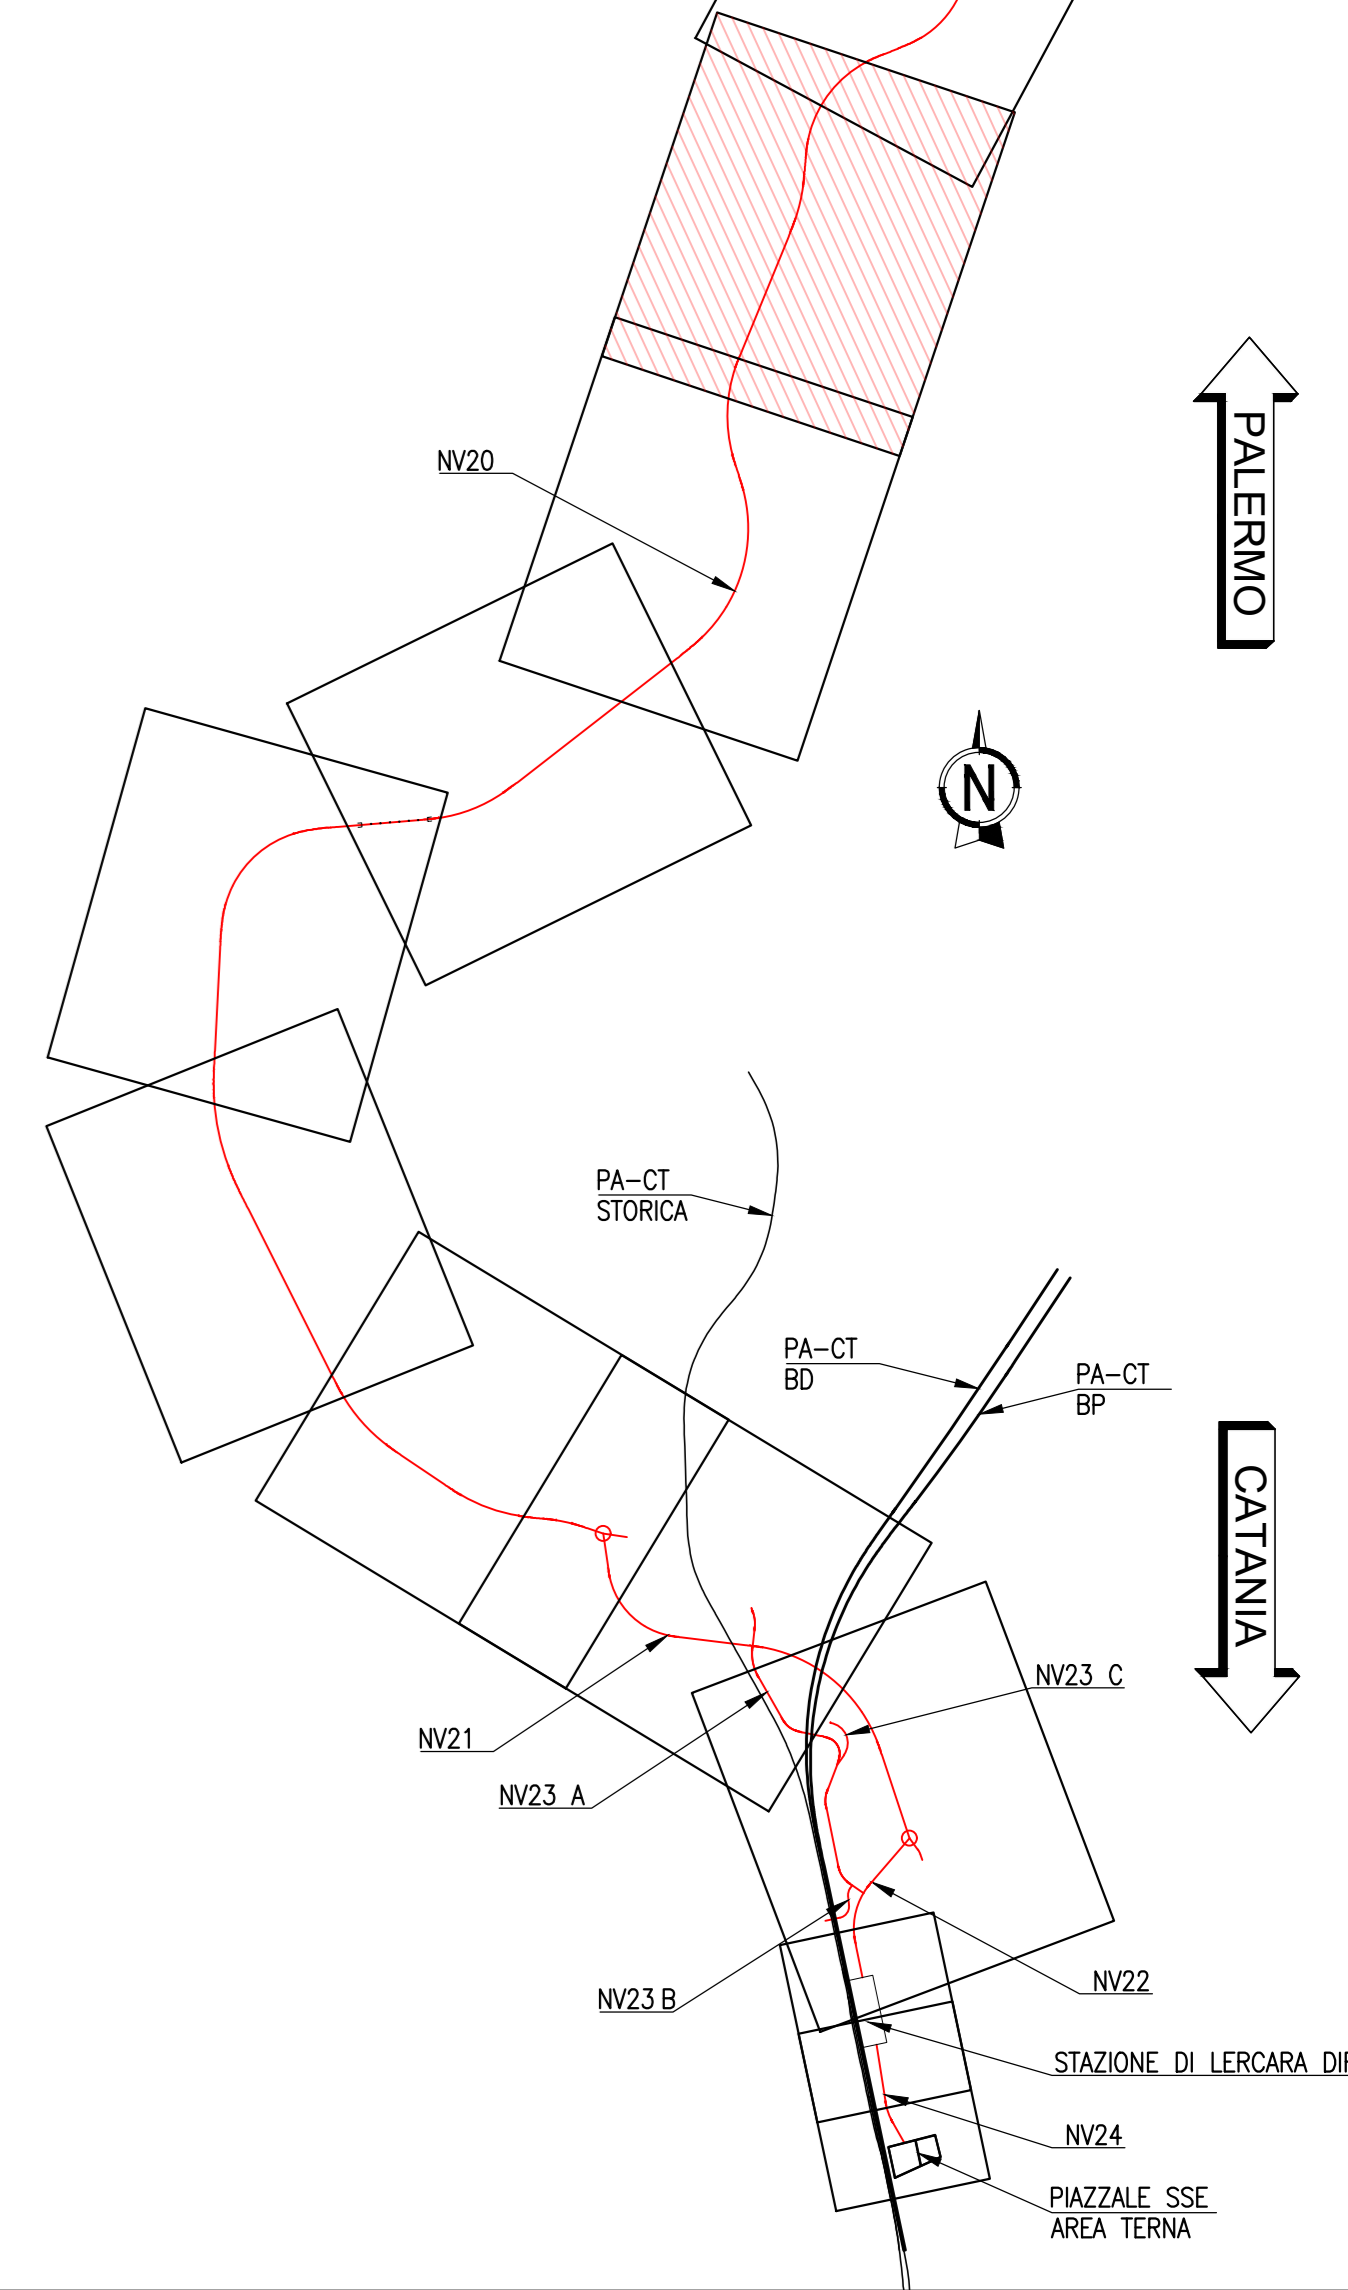 NV20
PALERMO
N
PA-CT
STORICA
PA-CT
BD
PA-CT
BP
CATANIA
NV23 C
NV21
NV23 A
NV22
NV23 B
STAZIONE DI LERCARA
NV24
PIAZZALE SSE
AREA TERNA